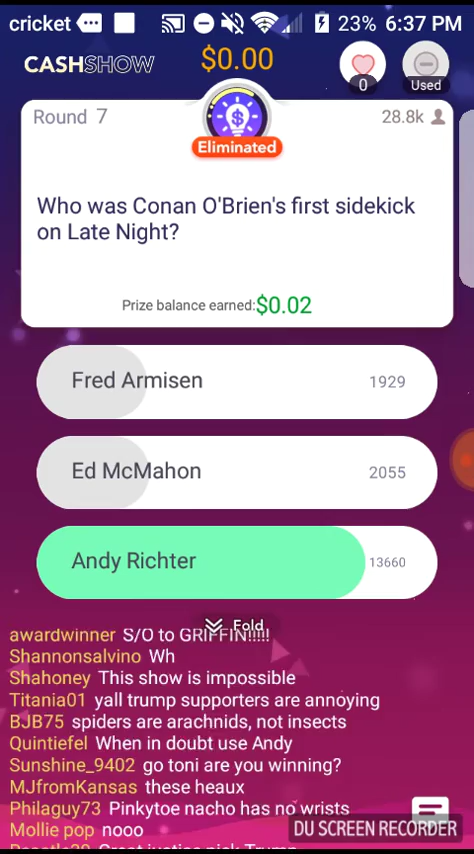 cricket 23% 6:37 PM
CASHSHOW $0.00
0 Used
Round 7 28.8k
Eliminated
Who was Conan O'Brien's first sidekick
on Late Night?
Prize balance earned:$0.02
Fred Armisen 1929
Ed McMahon 2055
Andy Richter 13660
Fold
awardwinner S/O to GRIFFIN!!!!!
Shannonsalvino Wh
Shahoney This show is impossible
Titania01 yall trump supporters are annoying
BJB75 spiders are arachnids, not insects
Quintiefel When in doubt use Andy
Sunshine_9402 go toni are you winning?
MJfromKansas these heaux
Philaguy73 Pinkytoe nacho has no wrists
Mollie pop nooo
DU SCREEN RECORDER